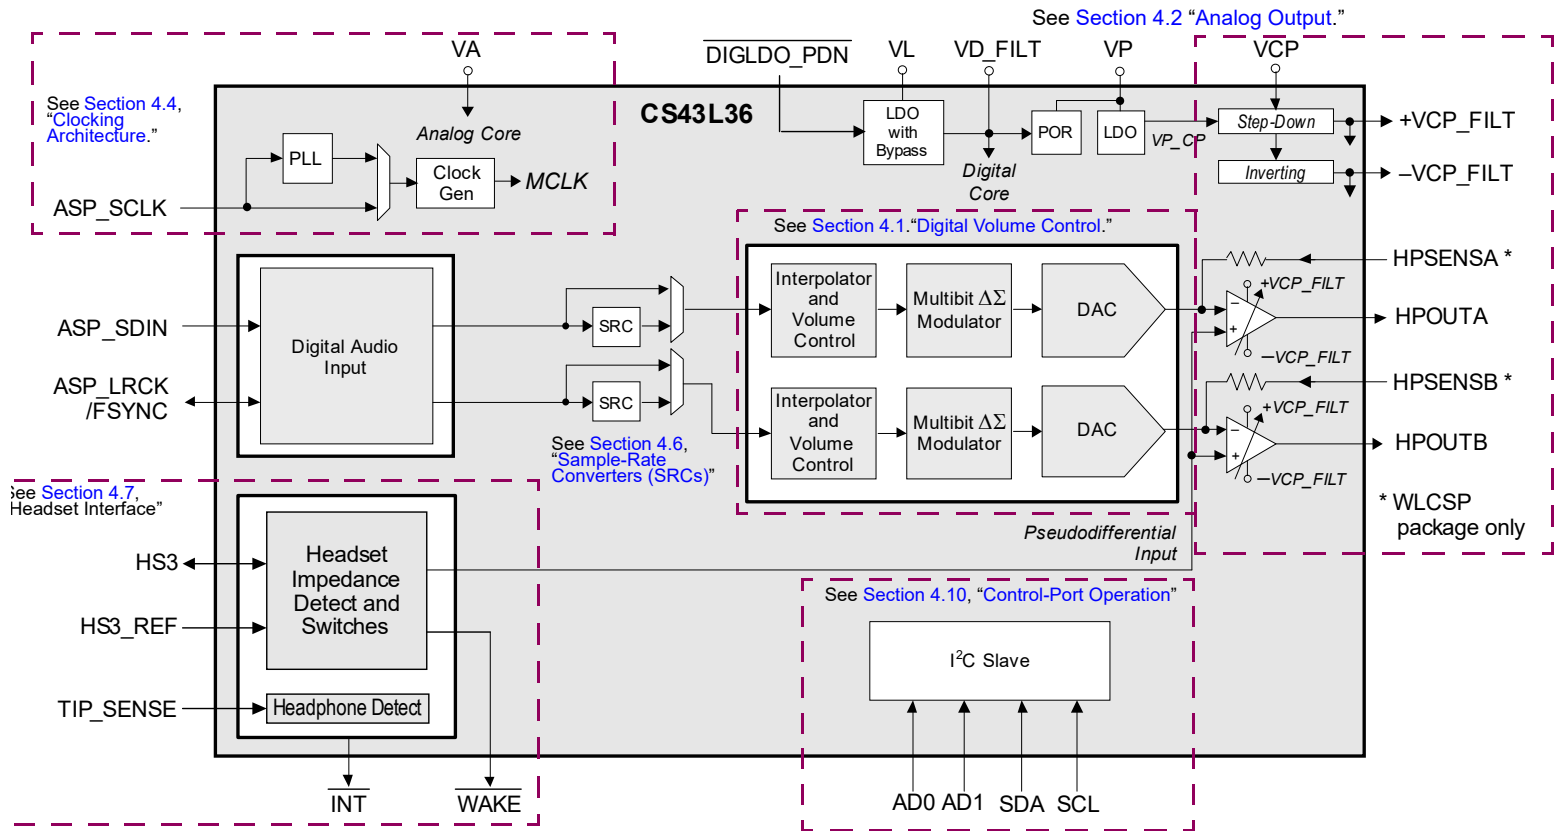 See Section 4.2 “Analog Output.”
VA
DIGLDO_PDN
VL
VD_FILT
VP
VCP
See Section 4.4,
“Clocking
Architecture.”
Analog Core
CS43L36
LDO
with
Bypass
POR
LDO
VP_CP
Step-Down
+VCP_FILT
Digital
Core
Inverting
–VCP_FILT
PLL
Clock
Gen
MCLK
ASP_SCLK
See Section 4.1.“Digital Volume Control.”
ASP_SDIN
ASP_LRCK
/FSYNC
Digital Audio
Input
SRC
SRC
See Section 4.6,
“Sample-Rate
Converters (SRCs)”
Interpolator
and
Volume
Control
Multibit ΔΣ
Modulator
DAC
Interpolator
and
Volume
Control
Multibit ΔΣ
Modulator
DAC
HPSENSA *
+VCP_FILT
–
+
HPOUTA
–VCP_FILT
HPSENSB *
+VCP_FILT
–
+
HPOUTB
–VCP_FILT
* WLCSP
package only
Pseudodifferential
Input
See Section 4.7,
Headset Interface”
HS3
HS3_REF
TIP_SENSE
Headset
Impedance
Detect and
Switches
Headphone Detect
INT
WAKE
See Section 4.10, “Control-Port Operation”
I²C Slave
AD0 AD1 SDA SCL